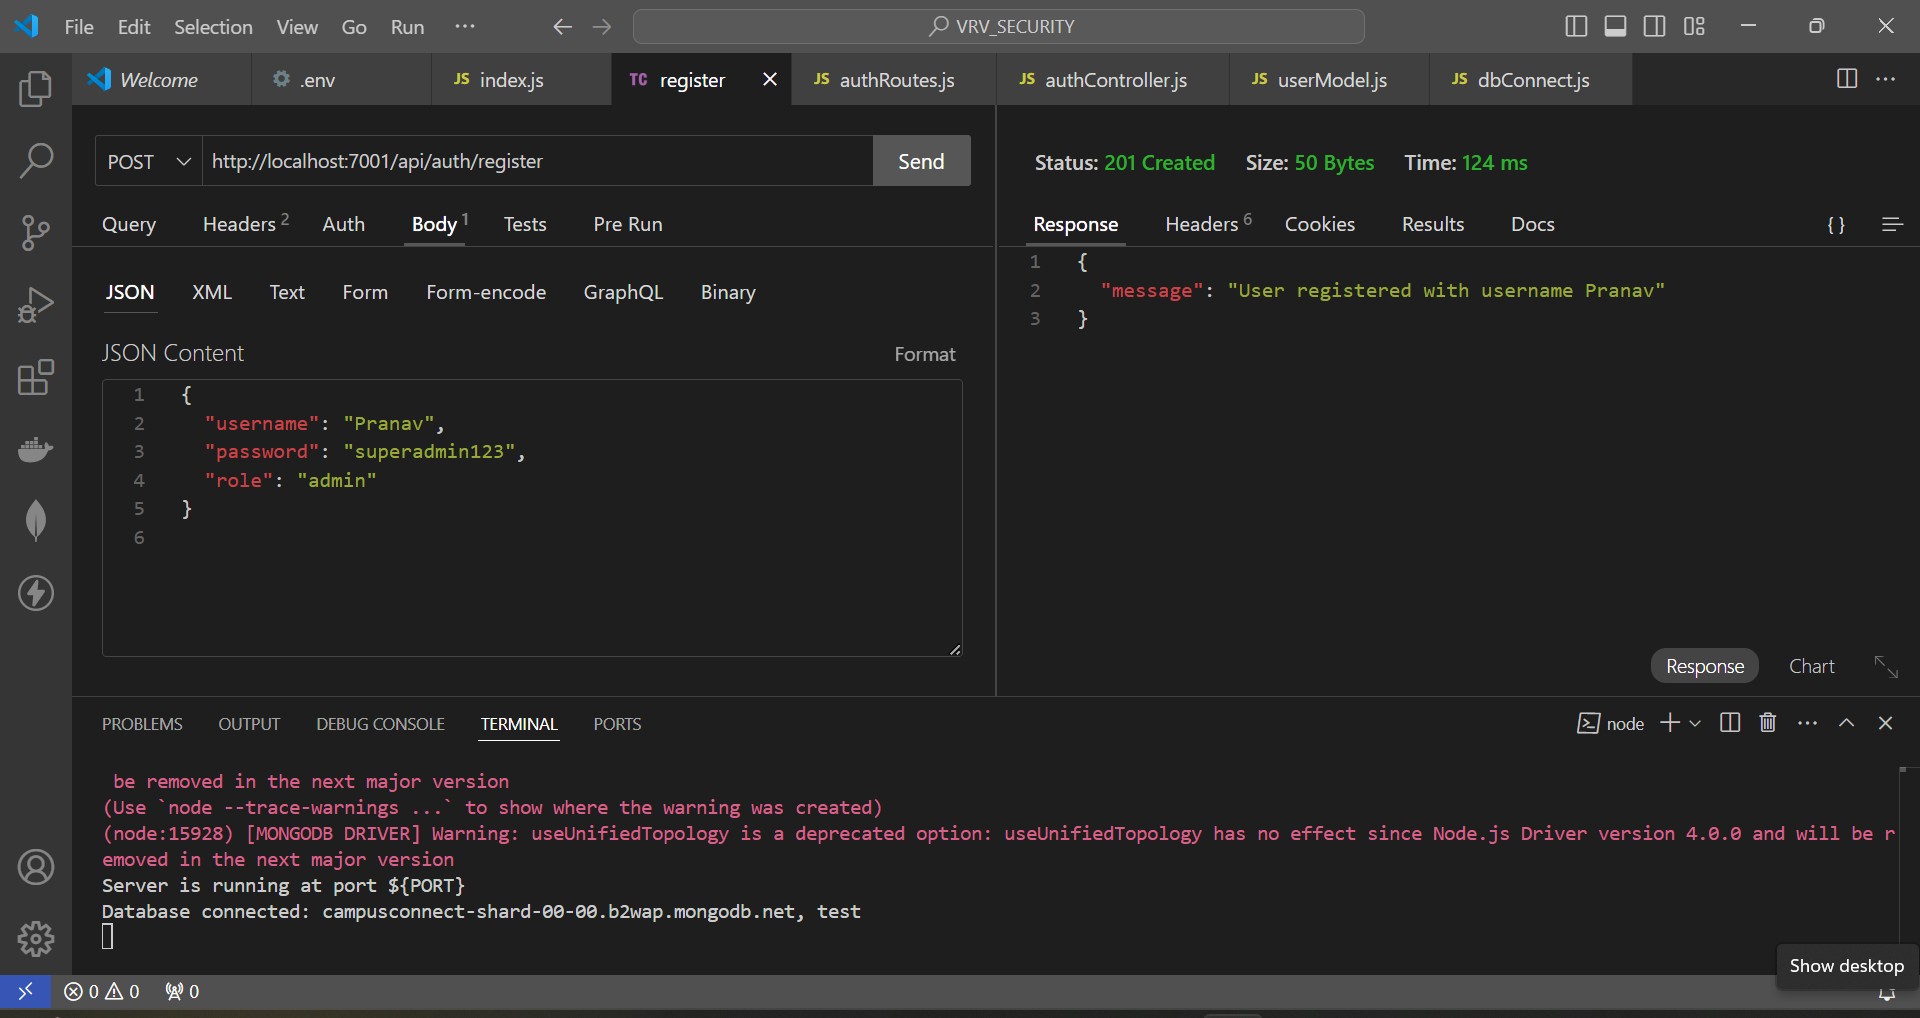 File Edit Selection View Go Run ··· VRV_SECURITY
Welcome .env JS index.js TC register JS authRoutes.js JS authController.js JS userModel.js JS dbConnect.js
POST http://localhost:7001/api/auth/register Send
Query Headers 2 Auth Body 1 Tests Pre Run
JSON XML Text Form Form-encode GraphQL Binary
JSON Content Format
1 {
2 "username": "Pranav",
3 "password": "superadmin123",
4 "role": "admin"
5 }
6
Status: 201 Created Size: 50 Bytes Time: 124 ms
Response Headers 6 Cookies Results Docs { }
1 {
2 "message": "User registered with username Pranav"
3 }
Response Chart
PROBLEMS OUTPUT DEBUG CONSOLE TERMINAL PORTS node
be removed in the next major version
(Use `node --trace-warnings ...` to show where the warning was created)
(node:15928) [MONGODB DRIVER] Warning: useUnifiedTopology is a deprecated option: useUnifiedTopology has no effect since Node.js Driver version 4.0.0 and will be r
emoved in the next major version
Server is running at port ${PORT}
Database connected: campusconnect-shard-00-00.b2wap.mongodb.net, test
Show desktop
0 0 0